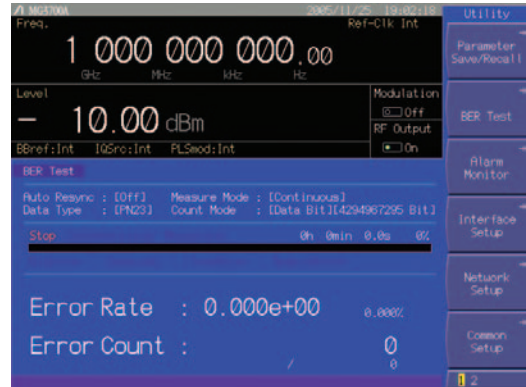 MG3700A 2005/11/25 19:02:18
Freq. Ref-Clk Int
1 000 000 000.00
GHz MHz kHz Hz
Level
- 10.00 dBm
Modulation
Off
RF Output
On
BBref:Int IQSrc:Int PLSmod:Int
BER Test
Auto Resync : [Off] Measure Mode : [Continuous]
Data Type : [PN23] Count Mode : [Data Bit][4294967295 Bit]
Stop 0h 0min 0.0s 0%
Error Rate : 0.000e+00 0.000%
Error Count : 0
/ 0
Utility
Parameter
Save/Recall
BER Test
Alarm
Monitor
Interface
Setup
Network
Setup
Common
Setup
1 2